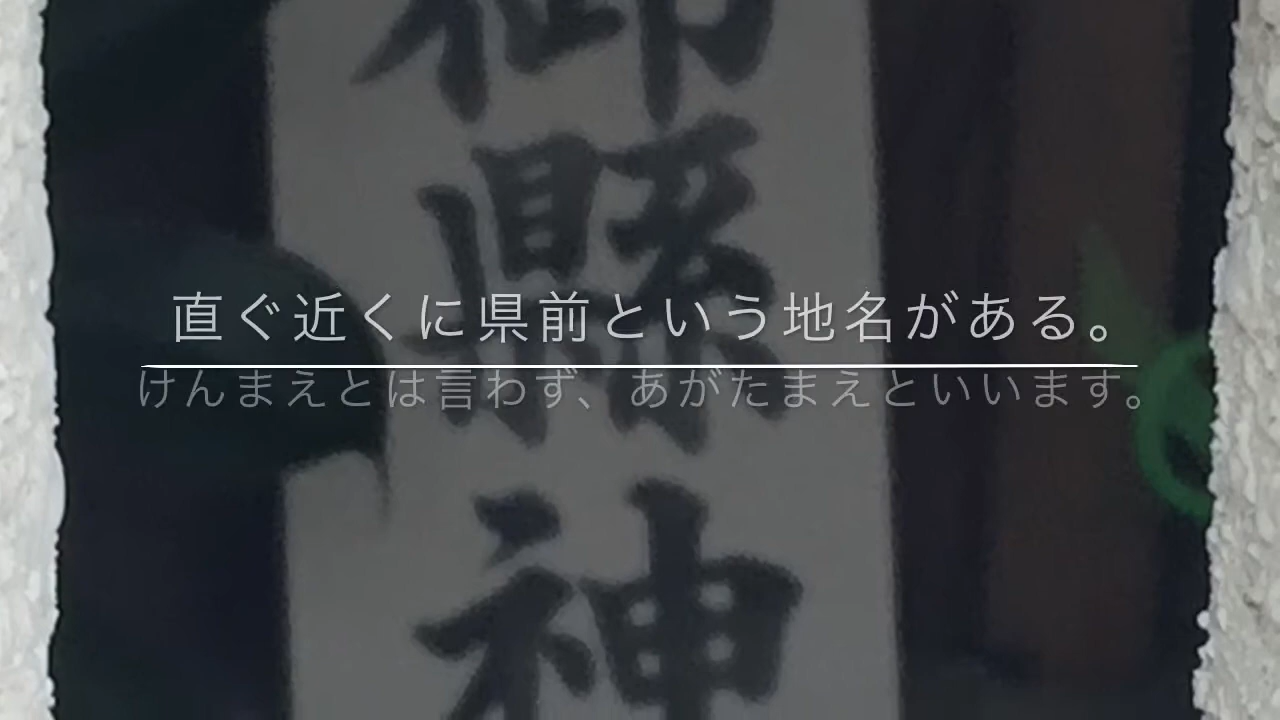 御縣神
直ぐ近くに県前という地名がある。
けんまえとは言わず、あがたまえといいます。